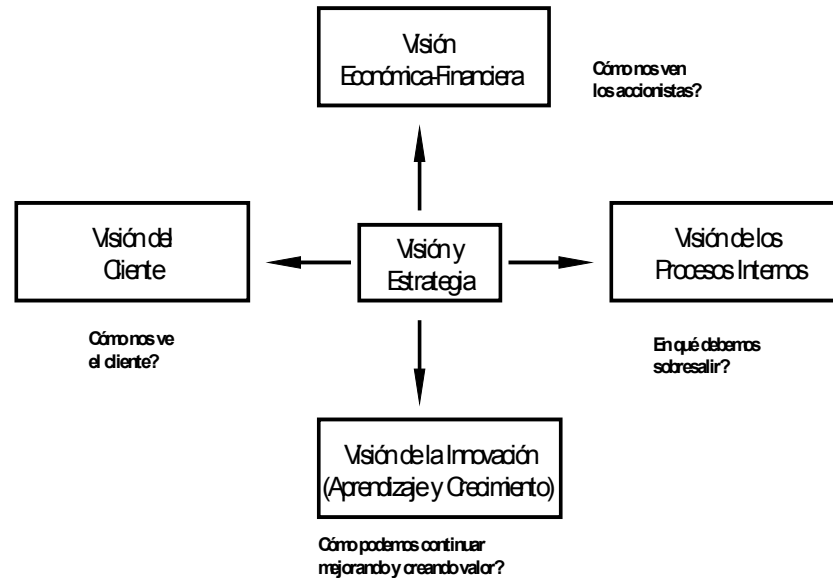 Visión
Económica-Financiera
Cómo nos ven
los accionistas?
Visión del
Cliente
Visión y
Estrategia
Visión de los
Procesos Internos
Cómo nos ve
el cliente?
En qué debemos
sobresalir?
Visión de la Innovación
(Aprendizaje y Crecimiento)
Cómo podemos continuar
mejorando y creando valor?